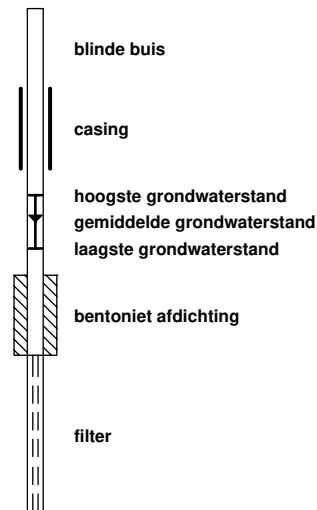 blinde buis
casing
hoogste grondwaterstand
gemiddelde grondwaterstand
laagste grondwaterstand
bentoniet afdichting
filter